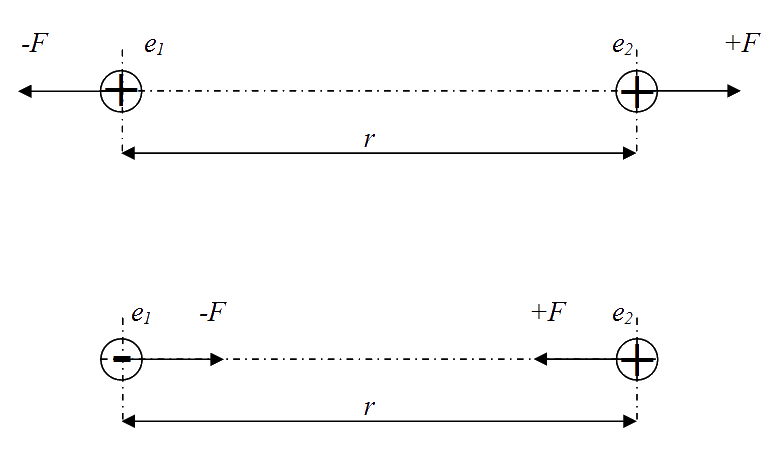 -F e₁ e₂ +F
r
e₁ -F +F e₂
r